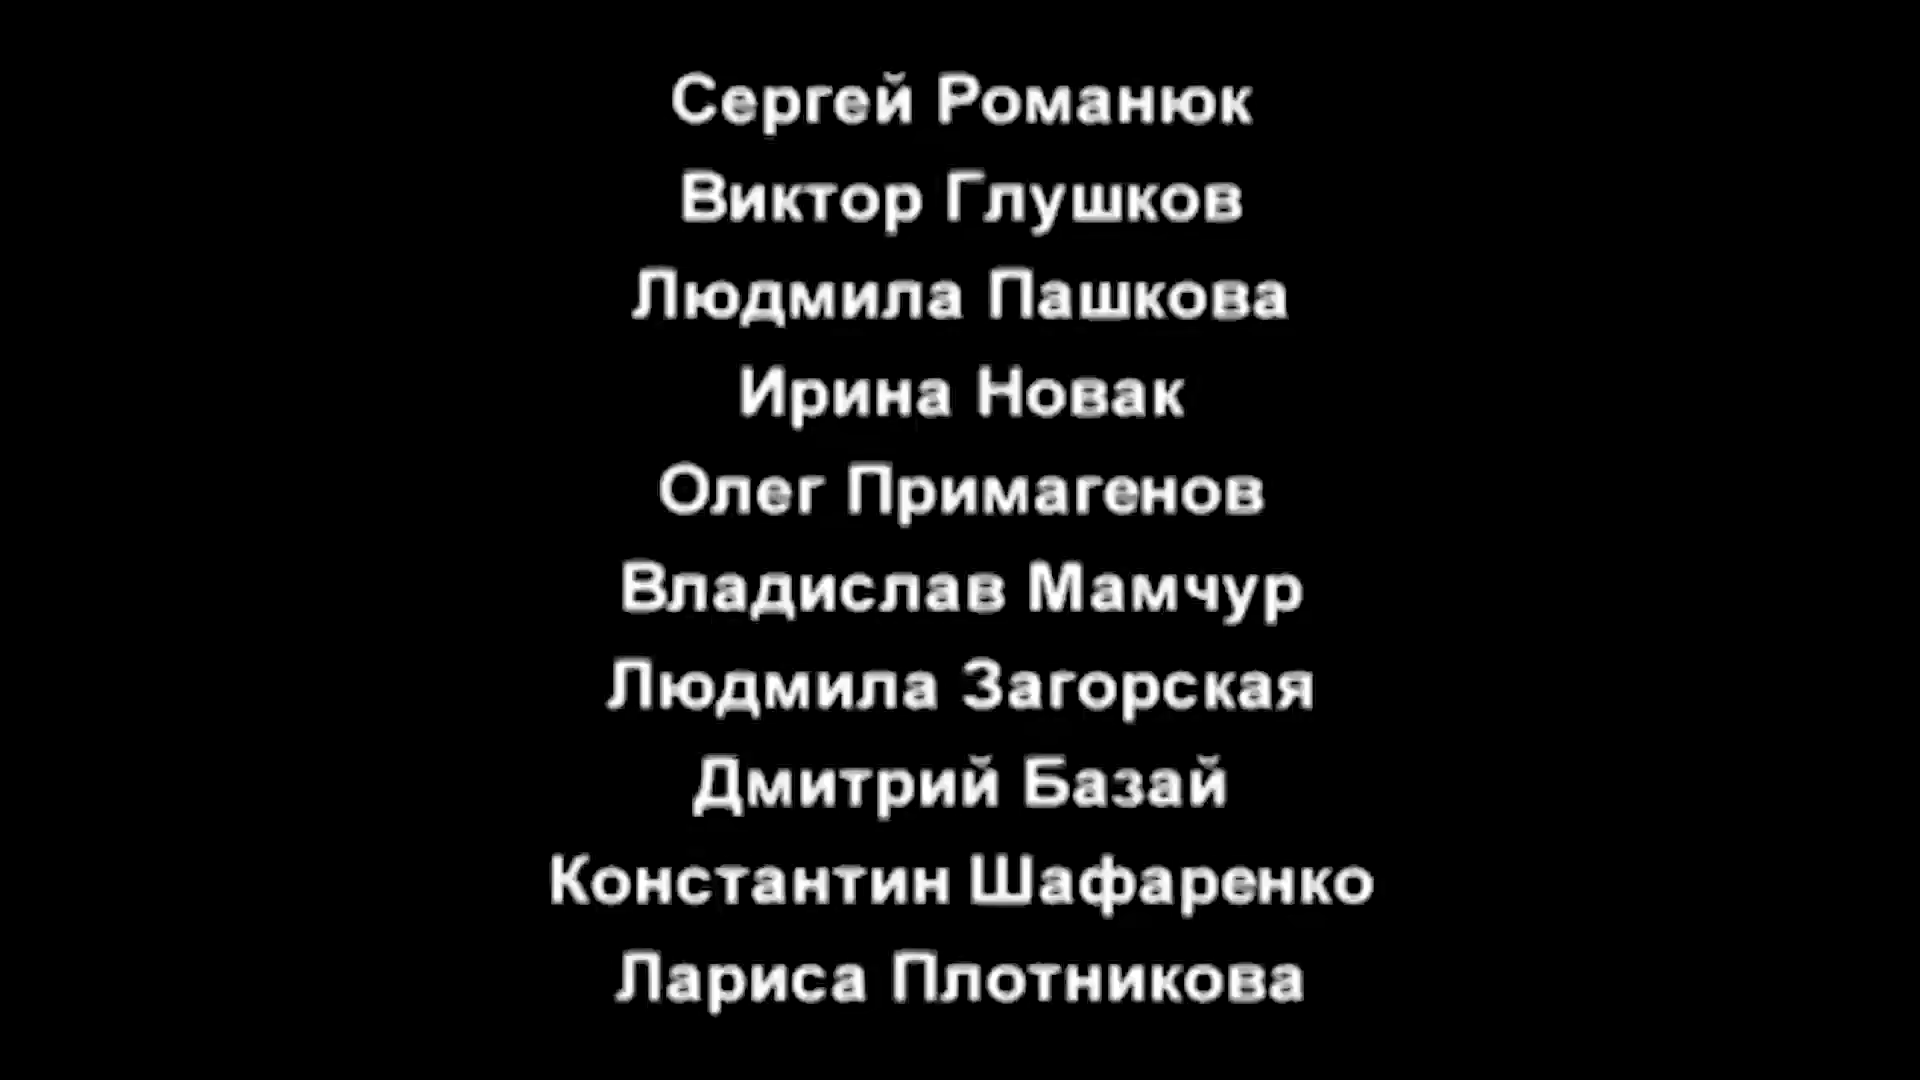 Сергей Романюк
Виктор Глушков
Людмила Пашкова
Ирина Новак
Олег Примагенов
Владислав Мамчур
Людмила Загорская
Дмитрий Базай
Константин Шафаренко
Лариса Плотникова